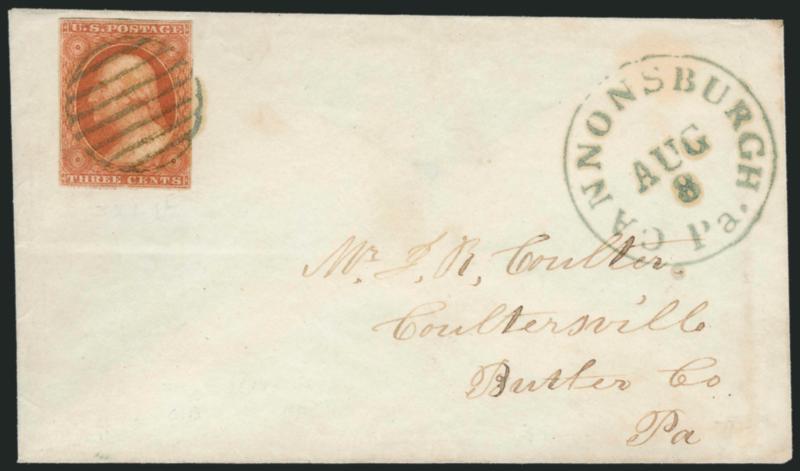 U.S. POSTAGE
THREE CENTS
CANNONSBURGH. Pa.
AUG
8
Mr. J. R. Coulter.
Coultersville
Butler Co
Pa